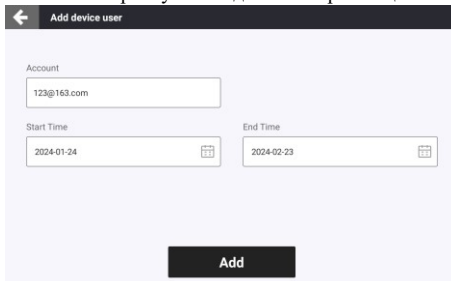 Add device user
Account
123@163.com
Start Time
End Time
2024-01-24
2024-02-23
Add